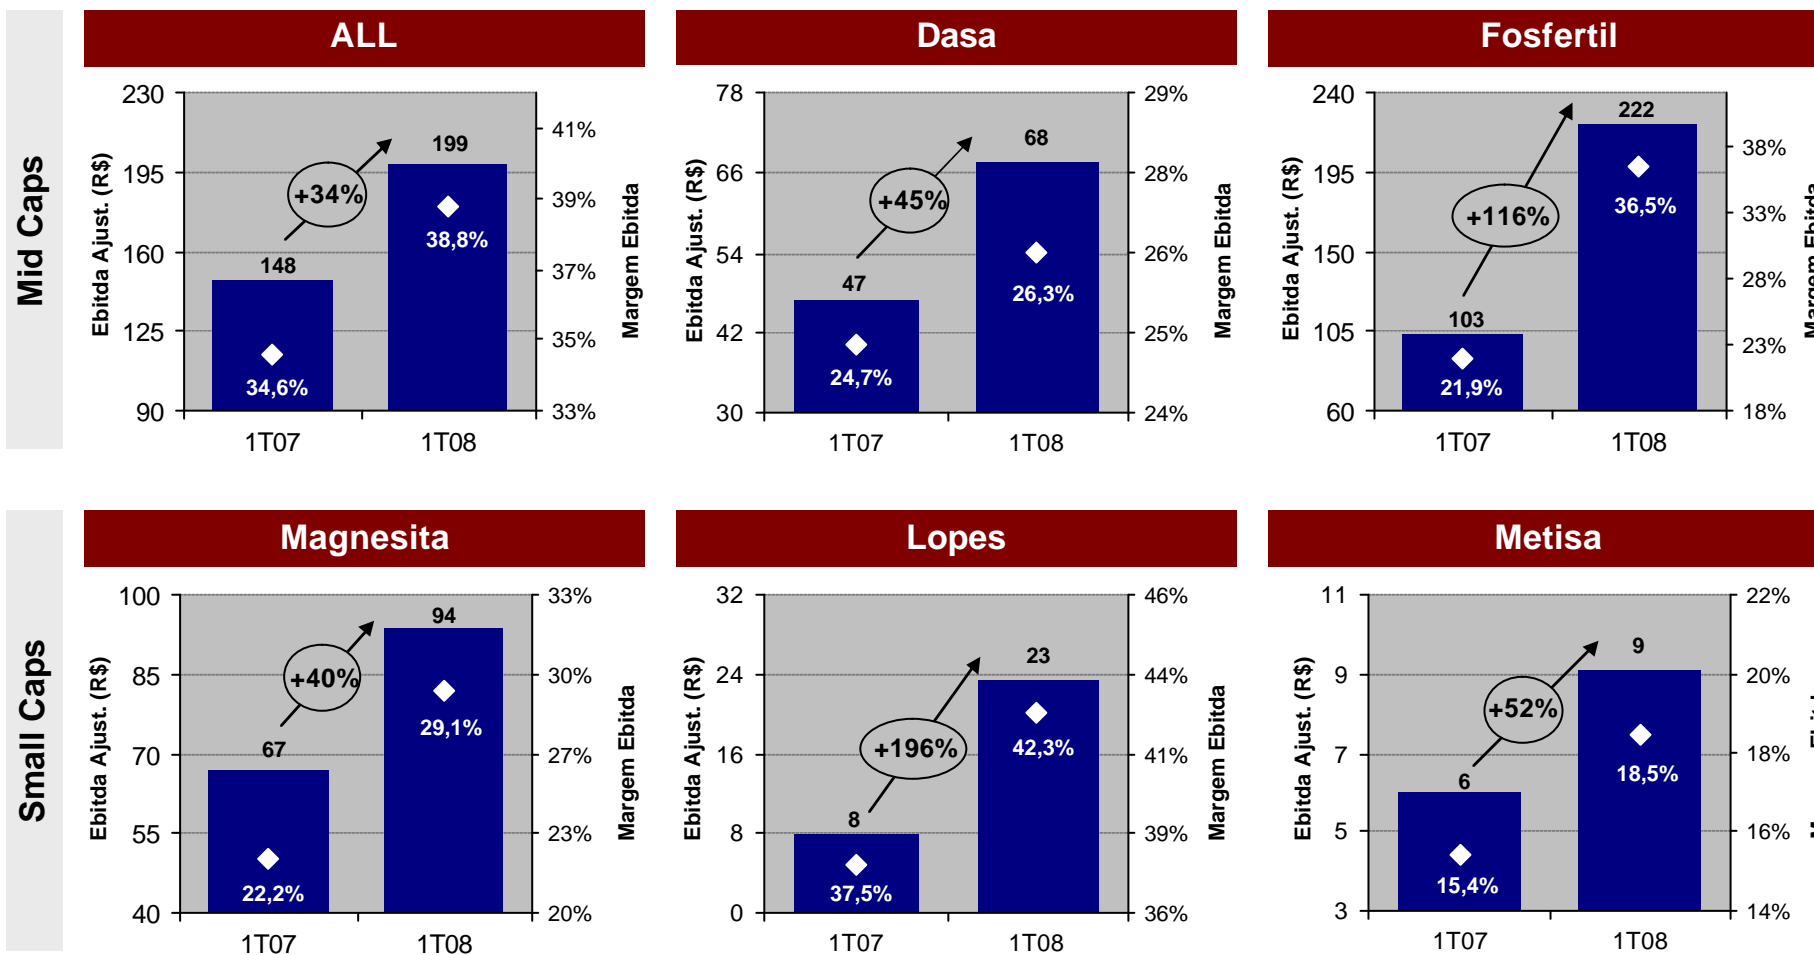 Mid Caps
ALL
Ebitda Ajust. (R$)
230
195
160
125
90
148
199
+34%
34,6%
38,8%
41%
39%
37%
35%
33%
Margem Ebitda
1T07
1T08
Dasa
Ebitda Ajust. (R$)
78
66
54
42
30
47
68
+45%
24,7%
26,3%
29%
28%
26%
25%
24%
Margem Ebitda
1T07
1T08
Fosfertil
Ebitda Ajust. (R$)
240
195
150
105
60
103
222
+116%
21,9%
36,5%
38%
33%
28%
23%
18%
Margem Ebitda
1T07
1T08
Small Caps
Magnesita
Ebitda Ajust. (R$)
100
85
70
55
40
67
94
+40%
22,2%
29,1%
33%
30%
27%
23%
20%
Margem Ebitda
1T07
1T08
Lopes
Ebitda Ajust. (R$)
32
24
16
8
0
8
23
+196%
37,5%
42,3%
46%
44%
41%
39%
36%
Margem Ebitda
1T07
1T08
Metisa
Ebitda Ajust. (R$)
11
9
7
5
3
6
9
+52%
15,4%
18,5%
22%
20%
18%
16%
14%
1T07
1T08